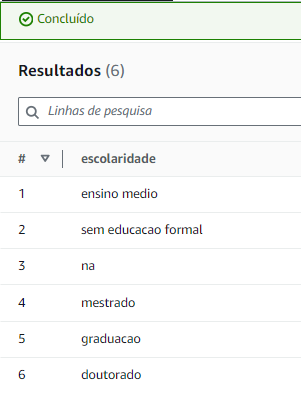 Concluído
Resultados (6)
Linhas de pesquisa
# escolaridade
1 ensino medio
2 sem educacao formal
3 na
4 mestrado
5 graduacao
6 doutorado